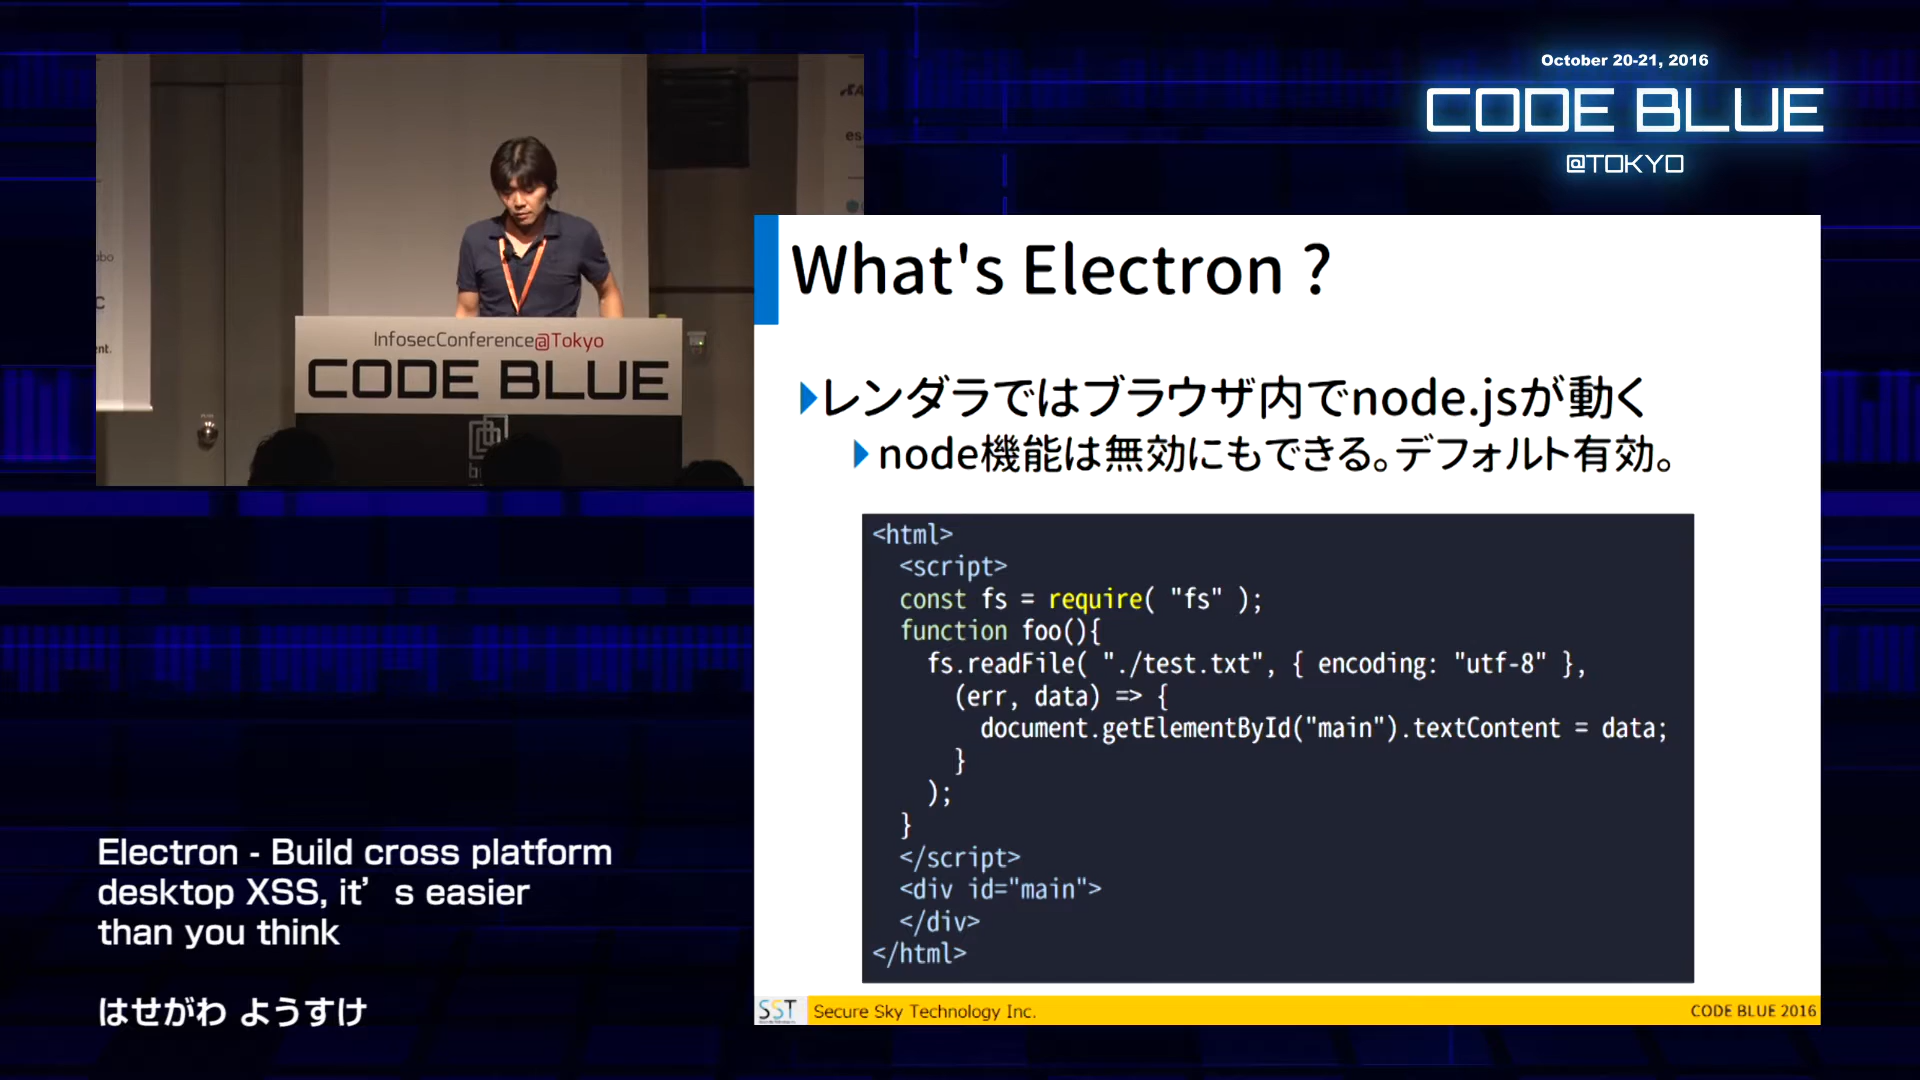 October 20-21, 2016
CODE BLUE
@TOKYO
InfosecConference@Tokyo
CODE BLUE
What's Electron ?
レンダラではブラウザ内でnode.jsが動く
node機能は無効にもできる。デフォルト有効。
<html>
<script>
const fs = require( "fs" );
function foo(){
fs.readFile( "./test.txt", { encoding: "utf-8" },
(err, data) => {
document.getElementById("main").textContent = data;
}
);
}
</script>
<div id="main">
</div>
</html>
SST
Secure Sky Technology Inc.
CODE BLUE 2016
Electron - Build cross platform
desktop XSS, it’s easier
than you think
はせがわ ようすけ